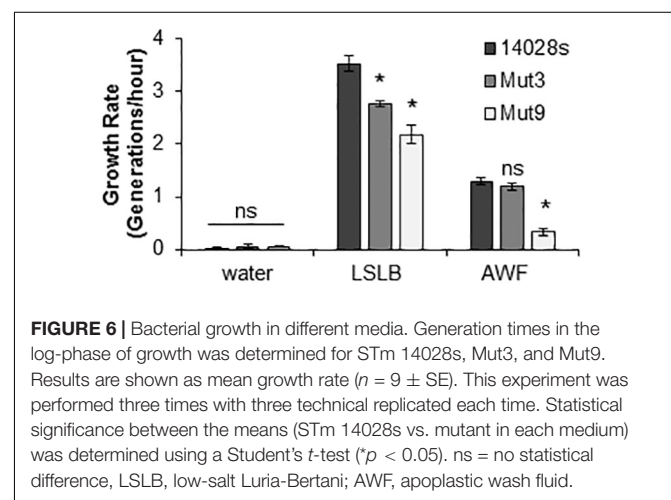 4
3
2
1
0
Growth Rate
(Generations/hour)
14028s
Mut3
Mut9
*
*
ns
ns
*
water
LSLB
AWF
FIGURE 6 | Bacterial growth in different media. Generation times in the
log-phase of growth was determined for STm 14028s, Mut3, and Mut9.
Results are shown as mean growth rate (n = 9 ± SE). This experiment was
performed three times with three technical replicated each time. Statistical
significance between the means (STm 14028s vs. mutant in each medium)
was determined using a Student's t-test (*p < 0.05). ns = no statistical
difference, LSLB, low-salt Luria-Bertani; AWF, apoplastic wash fluid.